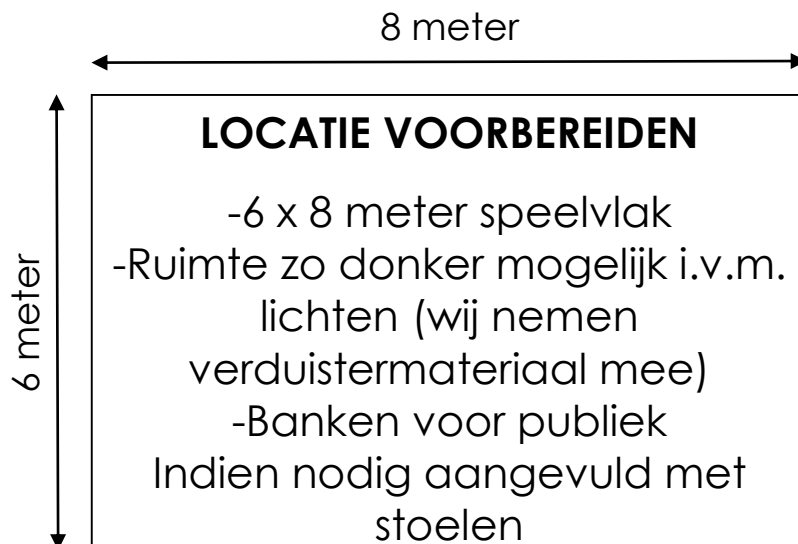 8 meter
6 meter
LOCATIE VOORBEREIDEN
-6 x 8 meter speelvlak
-Ruimte zo donker mogelijk i.v.m.
lichten (wij nemen
verduistermateriaal mee)
-Banken voor publiek
Indien nodig aangevuld met
stoelen